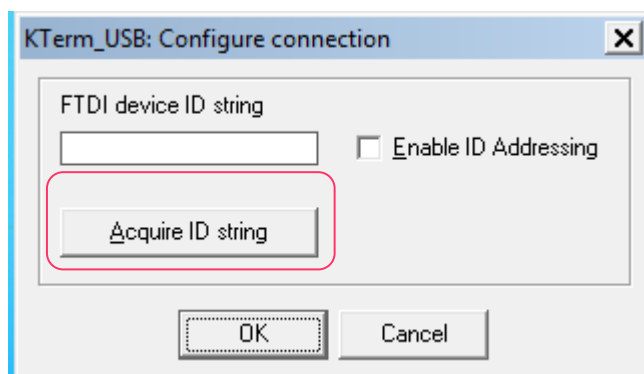 KTerm_USB: Configure connection
FTDI device ID string
Enable ID Addressing
Acquire ID string
OK
Cancel